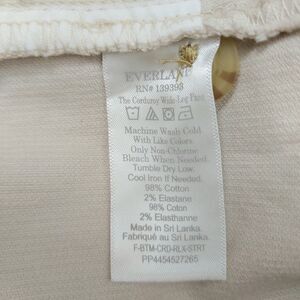 EVERLANE
RN# 139393
The Corduroy Wide-Leg Pant
Machine Wash Cold
With Like Colors.
Only Non-Chlorine
Bleach When Needed.
Tumble Dry Low.
Cool Iron If Needed.
98% Cotton
2% Elastane
98% Coton
2% Elasthanne
Made in Sri Lanka.
Fabriqué au Sri Lanka.
F-BTM-CRD-RLX-STRT
PP4454527265